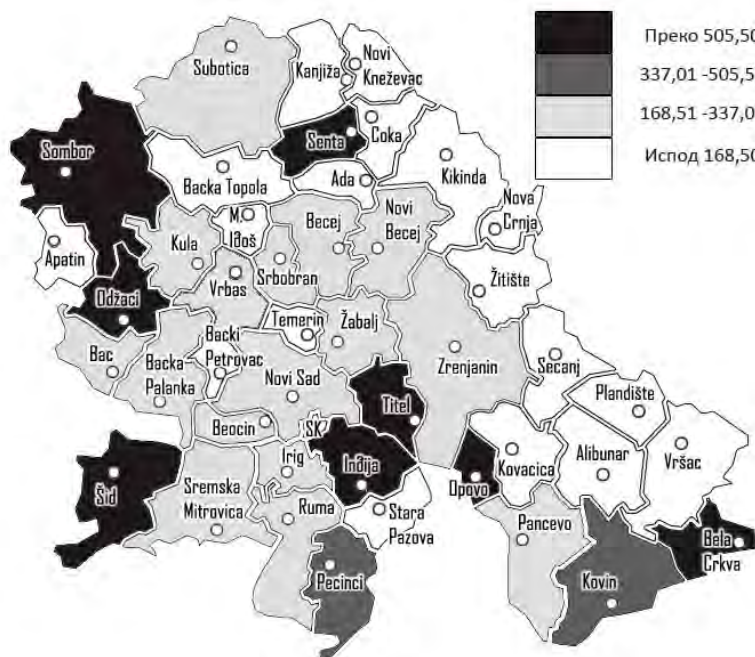 Преко 505,50
337,01 -505,5
168,51 -337,0
Испод 168,50
Subotica
Kanjiža
Novi
Kneževac
Senta
Coka
Sombor
Backa Topola
Ada
Kikinda
Nova
Crnja
Apatin
Kula
M.
Iđoš
Becej
Novi
Becej
Srbobran
Vrbas
Žitište
Odžaci
Temerin
Žabalj
Bac
Backa
Palanka
Backi
Petrovac
Novi Sad
Zrenjanin
Secanj
Plandište
Titel
Beocin
SK
Šid
Irig
Inđija
Opovo
Kovacica
Alibunar
Vršac
Sremska
Mitrovica
Ruma
Stara
Pazova
Pancevo
Bela
Crkva
Pecinci
Kovin